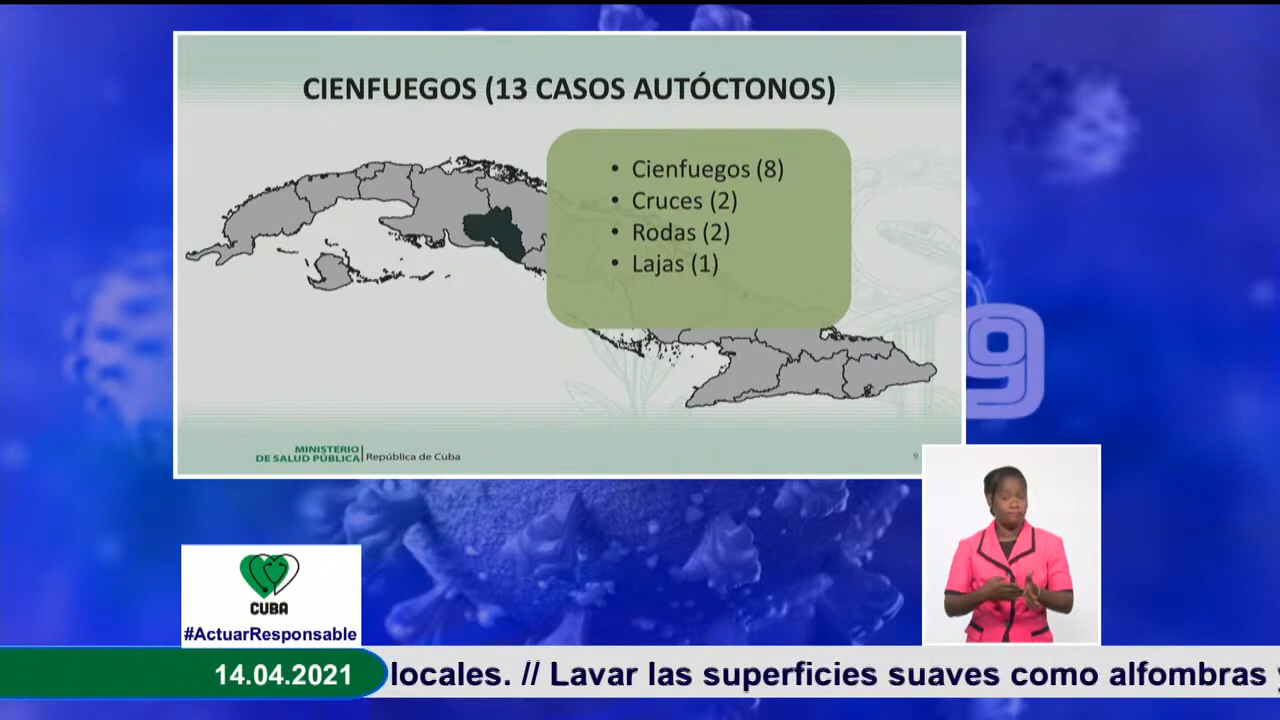 CIENFUEGOS (13 CASOS AUTÓCTONOS)
• Cienfuegos (8)
• Cruces (2)
• Rodas (2)
• Lajas (1)
MINISTERIO
DE SALUD PÚBLICA
República de Cuba
9
9
CUBA
#ActuarResponsable
14.04.2021
locales. // Lavar las superficies suaves como alfombras y